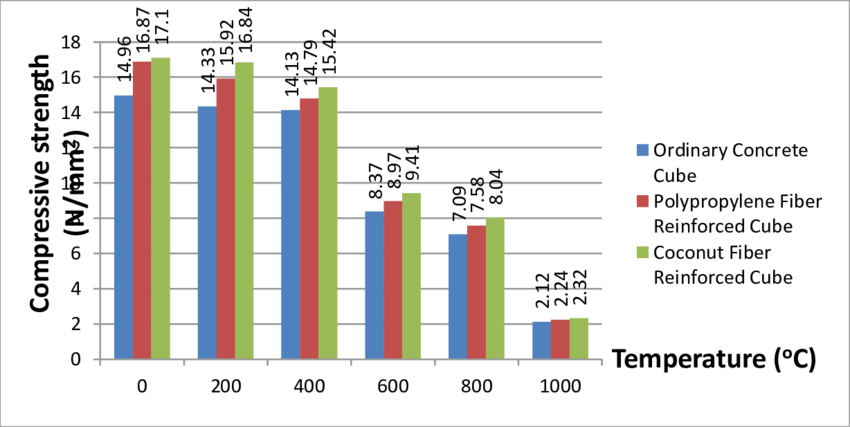 Compressive strength
(N/mm²)
18
16
14
12
10
8
6
4
2
0
14.96
16.87
17.1
14.33
15.92
16.84
14.13
14.79
15.42
8.37
8.97
9.41
7.09
7.58
8.04
2.12
2.24
2.32
0 200 400 600 800 1000
Temperature (ºC)
Ordinary Concrete
Cube
Polypropylene Fiber
Reinforced Cube
Coconut Fiber
Reinforced Cube